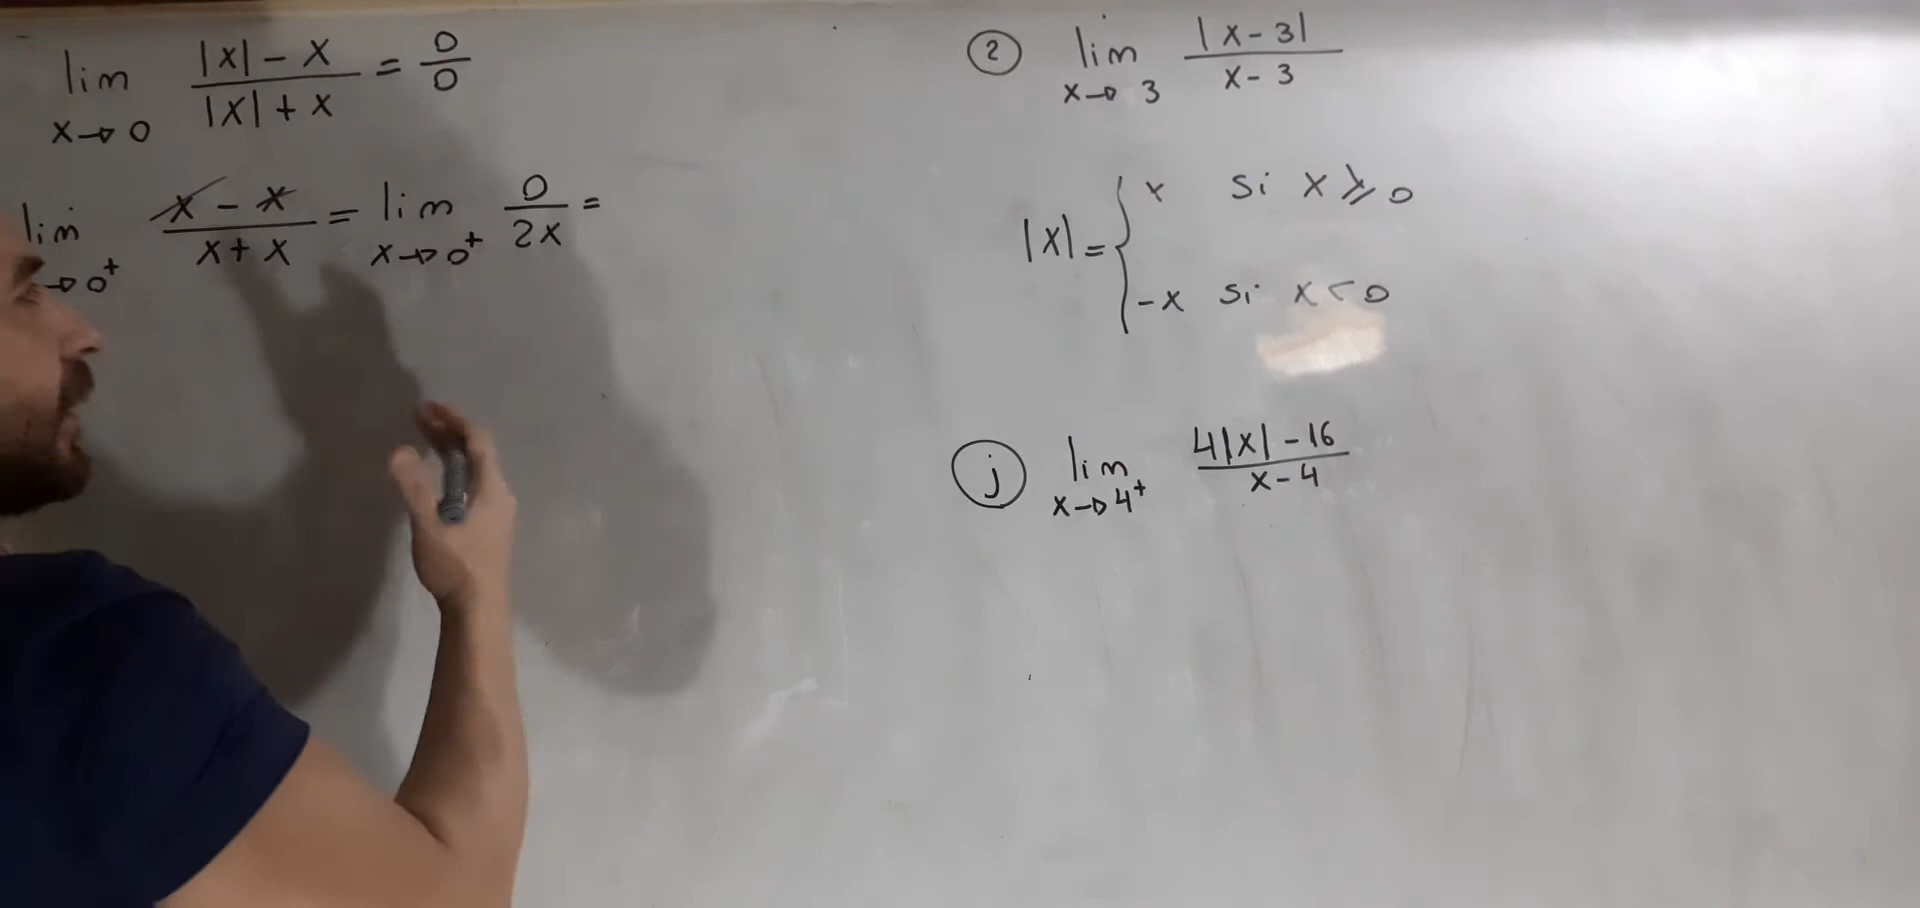 lim |x| - x / |x| + x = 0/0
x→0
lim x - x / x + x = lim 0 / 2x =
→0⁺ x→0⁺
② lim |x - 3| / x - 3
x→3
|x| = { x si x ≥ 0
-x si x < 0
ⓙ lim 4|x| - 16 / x - 4
x→4⁺